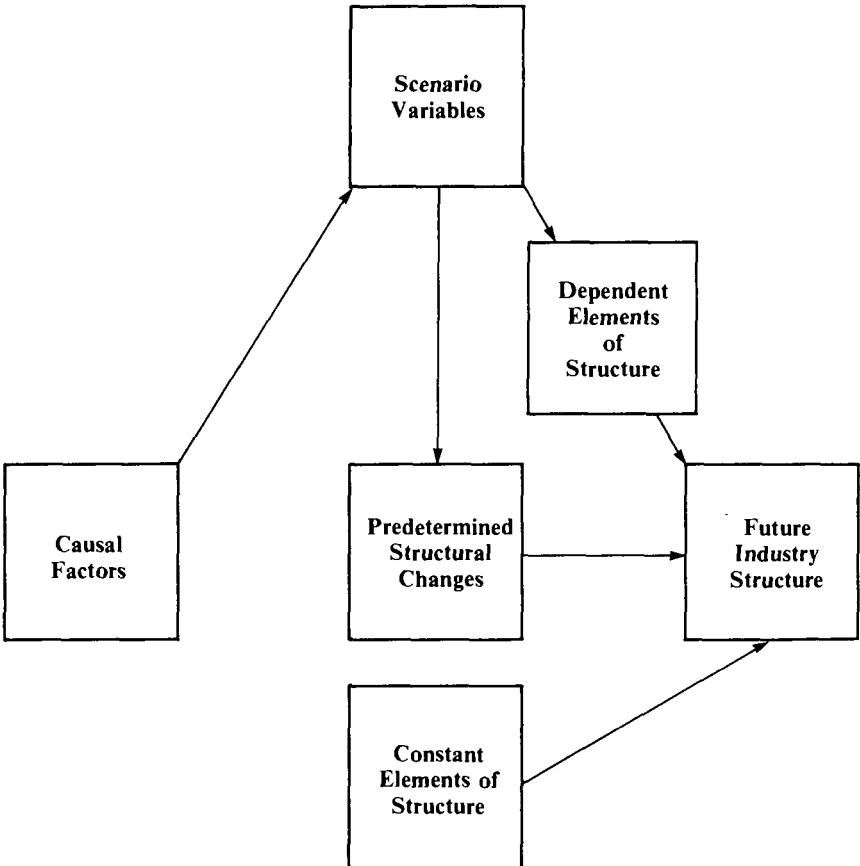 Scenario
Variables
Dependent
Elements
of
Structure
Causal
Factors
Predetermined
Structural
Changes
Future
Industry
Structure
Constant
Elements of
Structure